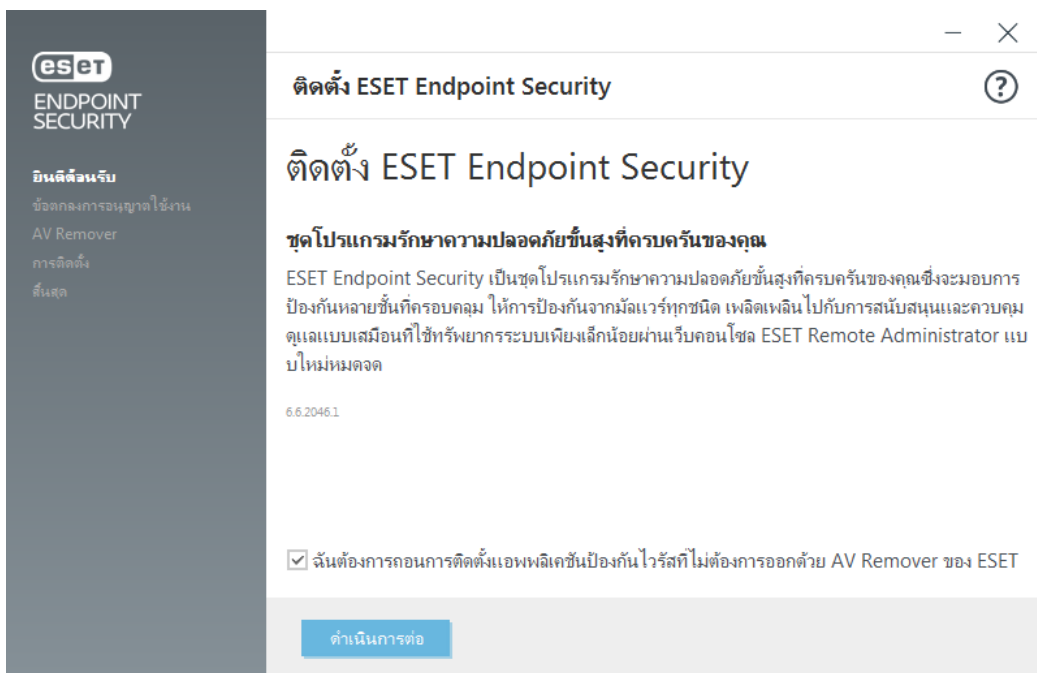 eset
ENDPOINT
SECURITY
ยินดีต้อนรับ
ข้อตกลงการอนุญาตใช้งาน
AV Remover
การติดตั้ง
สิ้นสุด
ติดตั้ง ESET Endpoint Security
?
ติดตั้ง ESET Endpoint Security
ชุดโปรแกรมรักษาความปลอดภัยขั้นสูงที่ครบครันของคุณ
ESET Endpoint Security เป็นชุดโปรแกรมรักษาความปลอดภัยขั้นสูงที่ครบครันของคุณซึ่งจะมอบการ
ป้องกันหลายชั้นที่ครอบคลุม ให้การป้องกันจากมัลแวร์ทุกชนิด เพลิดเพลินไปกับการสนับสนุนและควบคุม
ดูแลแบบเสมือนที่ใช้ทรัพยากรระบบเพียงเล็กน้อยผ่านเว็บคอนโซล ESET Remote Administrator แบ
บใหม่หมดจด
6.6.2046.1
ฉันต้องการถอนการติดตั้งแอพพลิเคชันป้องกันไวรัสที่ไม่ต้องการออกด้วย AV Remover ของ ESET
ดำเนินการต่อ